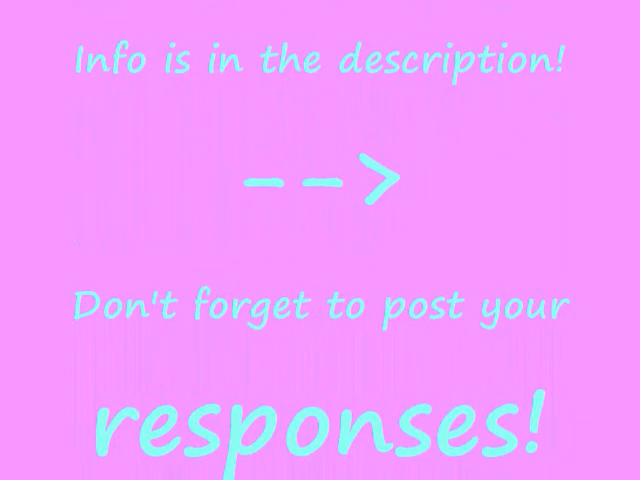 Info is in the description!
-->
Don't forget to post your
responses!